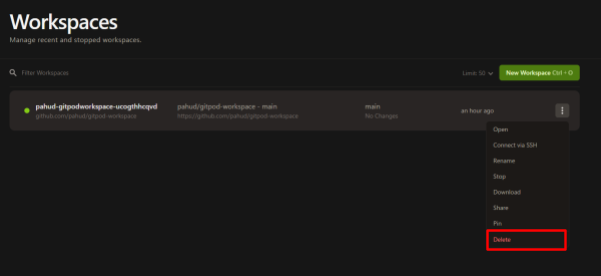 Workspaces
Manage recent and stopped workspaces.
Filter Workspaces
Limit: 50
New Workspace Ctrl + O
pahud-gitpodworkspace-ucogthhcqvd
pahud/gitpod-workspace - main
main
an hour ago
github.com/pahud/gitpod-workspace
https://github.com/pahud/gitpod-workspace
No Changes
Open
Connect via SSH
Rename
Stop
Download
Share
Pin
Delete